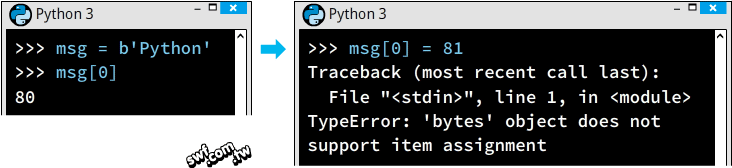 Python 3
>>> msg = b'Python'
>>> msg[0]
80
Python 3
>>> msg[0] = 81
Traceback (most recent call last):
  File "<stdin>", line 1, in <module>
TypeError: 'bytes' object does not
support item assignment
swf.com.tw